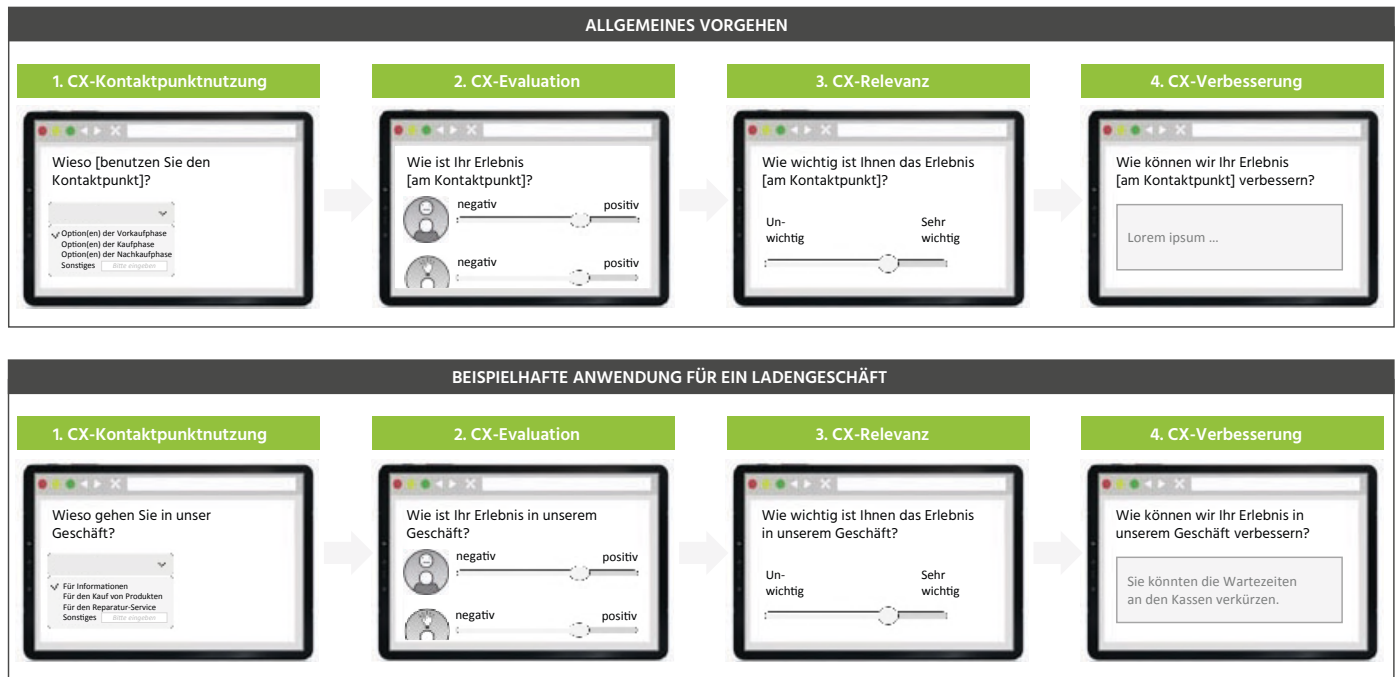 ALLGEMEINES VORGEHEN
1. CX-Kontaktpunktnutzung
Wieso [benutzen Sie den
Kontaktpunkt]?
Option(en) der Vorkaufphase
Option(en) der Kaufphase
Option(en) der Nachkaufphase
Sonstiges Bitte eingeben
2. CX-Evaluation
Wie ist Ihr Erlebnis
[am Kontaktpunkt]?
negativ positiv
negativ positiv
3. CX-Relevanz
Wie wichtig ist Ihnen das Erlebnis
[am Kontaktpunkt]?
Un- Sehr
wichtig wichtig
4. CX-Verbesserung
Wie können wir Ihr Erlebnis
[am Kontaktpunkt] verbessern?
Lorem ipsum ...
BEISPIELHAFTE ANWENDUNG FÜR EIN LADENGESCHÄFT
1. CX-Kontaktpunktnutzung
Wieso gehen Sie in unser
Geschäft?
Für Informationen
Für den Kauf von Produkten
Für den Reparatur-Service
Sonstiges Bitte eingeben
2. CX-Evaluation
Wie ist Ihr Erlebnis in unserem
Geschäft?
negativ positiv
negativ positiv
3. CX-Relevanz
Wie wichtig ist Ihnen das Erlebnis
in unserem Geschäft?
Un- Sehr
wichtig wichtig
4. CX-Verbesserung
Wie können wir Ihr Erlebnis in
unserem Geschäft verbessern?
Sie könnten die Wartezeiten
an den Kassen verkürzen.